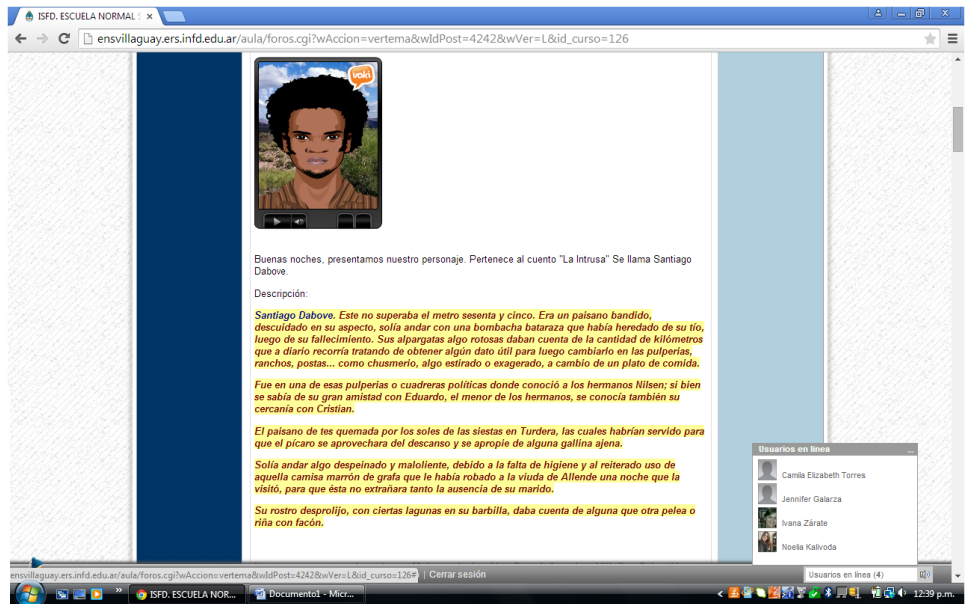 ISFD. ESCUELA NORMAL S
ensvillaguay.ers.infd.edu.ar/aula/foros.cgi?wAccion=vertema&wIdPost=4242&wVer=L&id_curso=126
voki
Buenas noches, presentamos nuestro personaje. Pertenece al cuento "La Intrusa" Se llama Santiago
Dabove.
Descripción:
Santiago Dabove. Este no superaba el metro sesenta y cinco. Era un paisano bandido,
descuidado en su aspecto, solía andar con una bombacha bataraza que había heredado de su tío,
luego de su fallecimiento. Sus alpargatas algo rotosas daban cuenta de la cantidad de kilómetros
que a diario recorría tratando de obtener algún dato útil para luego cambiarlo en las pulperias,
ranchos, postas... como chusmerio, algo estirado o exagerado, a cambio de un plato de comida.
Fue en una de esas pulperias o cuadreras políticas donde conoció a los hermanos Nilsen; si bien
se sabía de su gran amistad con Eduardo, el menor de los hermanos, se conocía también su
cercanía con Cristian.
El paisano de tes quemada por los soles de las siestas en Turdera, las cuales habrían servido para
que el pícaro se aprovechara del descanso y se apropie de alguna gallina ajena.
Solía andar algo despeinado y maloliente, debido a la falta de higiene y al reiterado uso de
aquella camisa marrón de grafa que le había robado a la viuda de Allende una noche que la
visitó, para que ésta no extrañara tanto la ausencia de su marido.
Su rostro desprolijo, con ciertas lagunas en su barbilla, daba cuenta de alguna que otra pelea o
riña con facón.
Usuarios en linea
Camila Elizabeth Torres
Jennifer Galarza
Ivana Zárate
Noelia Kalivoda
ensvillaguay.ers.infd.edu.ar/aula/foros.cgi?wAccion=vertema&wIdPost=4242&wVer=L&id_curso=126#
| Cerrar sesión
Usuarios en linea (4)
ISFD. ESCUELA NOR...
Documento1 - Micr...
12:39 p.m.